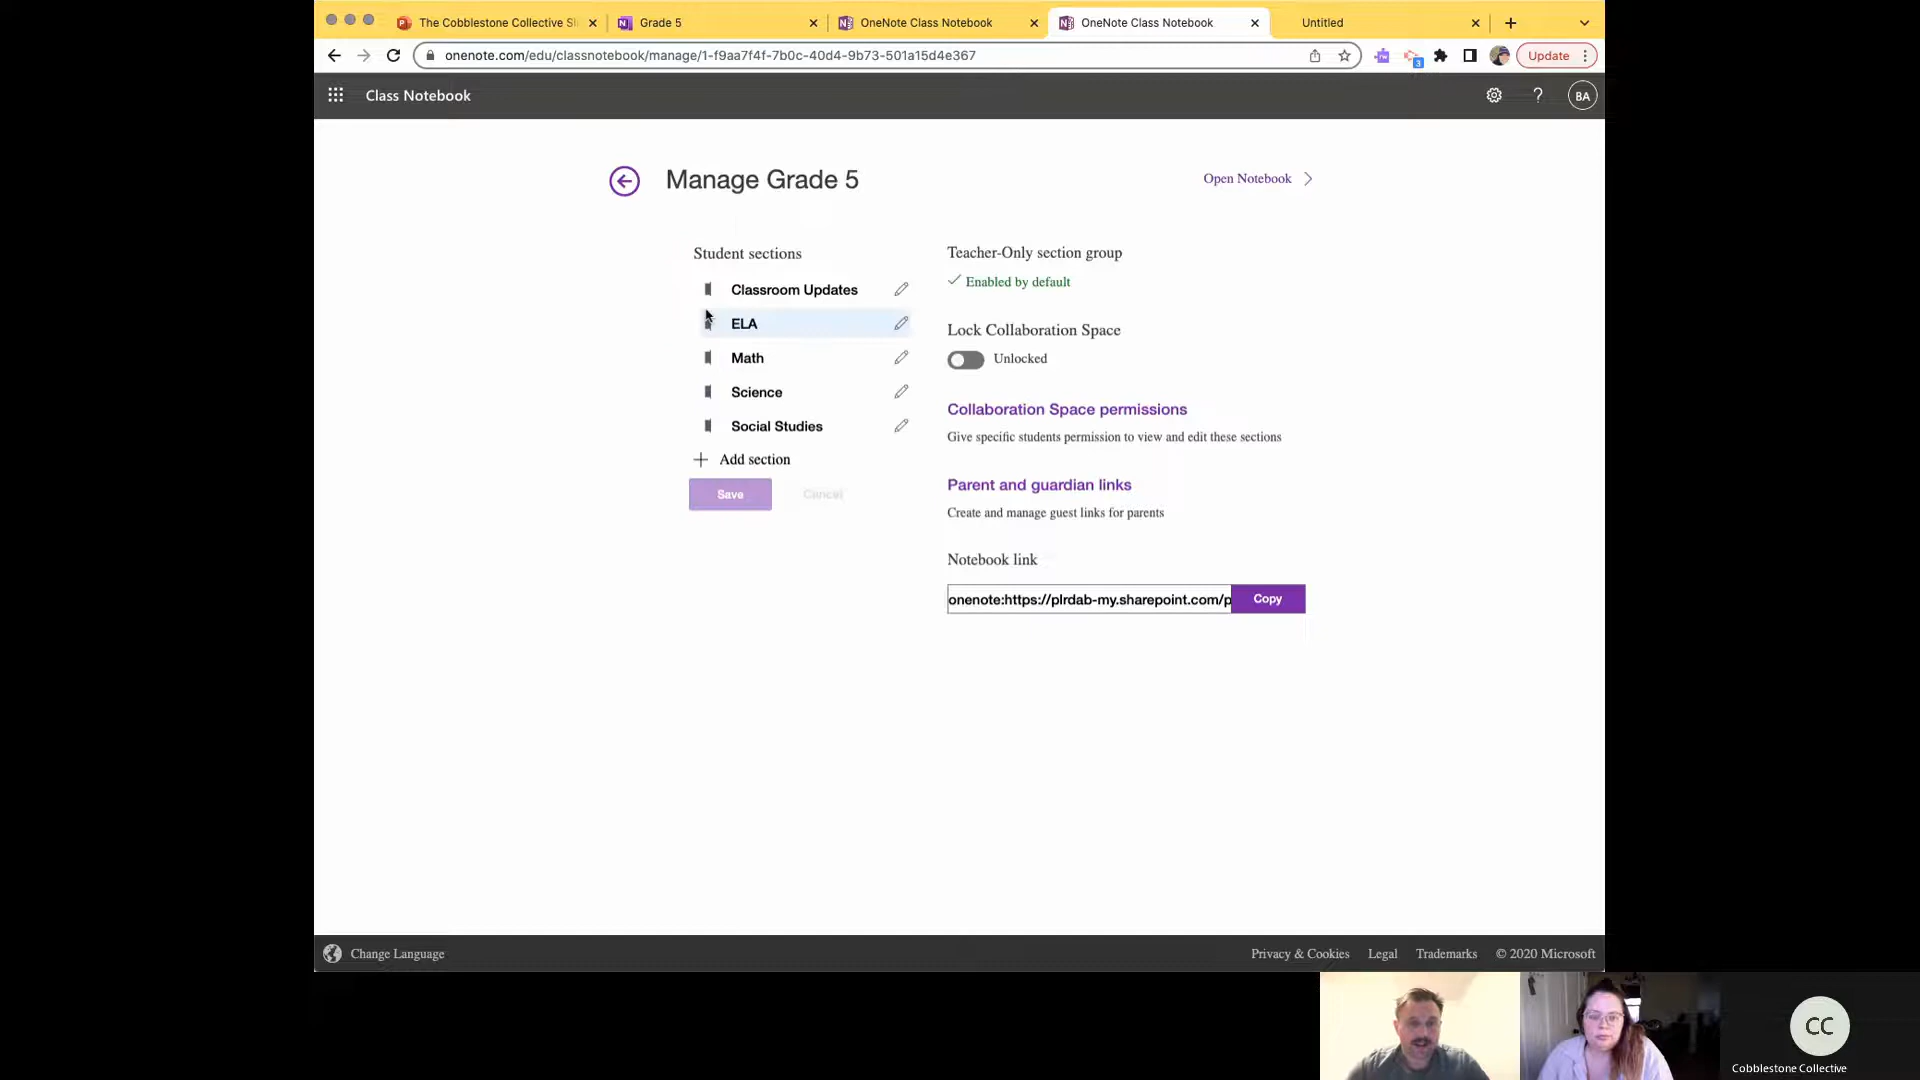 The Cobblestone Collective Sl
Grade 5
OneNote Class Notebook
OneNote Class Notebook
Untitled
onenote.com/edu/classnotebook/manage/1-f9aa7f4f-7b0c-40d4-9b73-501a15d4e367
3
Update
Class Notebook
?
BA
Manage Grade 5
Open Notebook
Student sections
Classroom Updates
ELA
Math
Science
Social Studies
Add section
Save
Cancel
Teacher-Only section group
Enabled by default
Lock Collaboration Space
Unlocked
Collaboration Space permissions
Give specific students permission to view and edit these sections
Parent and guardian links
Create and manage guest links for parents
Notebook link
onenote:https://plrdab-my.sharepoint.com/p
Copy
Change Language
Privacy & Cookies
Legal
Trademarks
© 2020 Microsoft
CC
Cobblestone Collective